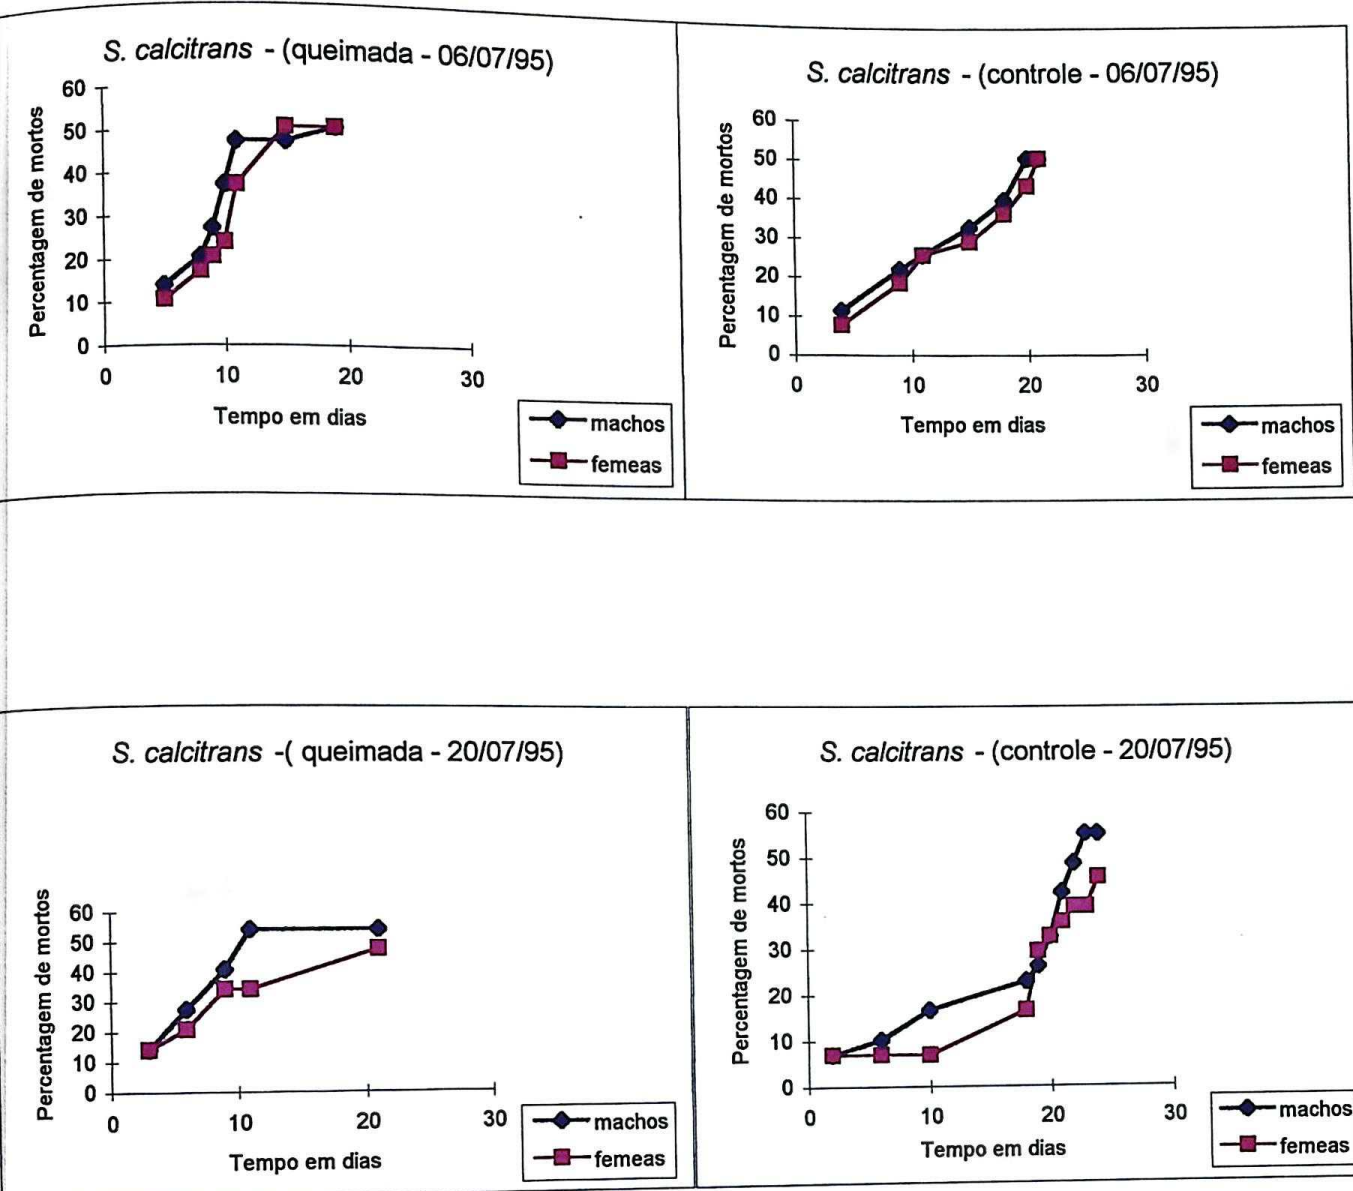 S. calcitrans - (queimada - 06/07/95)
Percentagem de mortos
60
50
40
30
20
10
0
0 10 20 30
Tempo em dias
machos
femeas
S. calcitrans - (controle - 06/07/95)
Percentagem de mortos
60
50
40
30
20
10
0
0 10 20 30
Tempo em dias
machos
femeas
S. calcitrans -( queimada - 20/07/95)
Percentagem de mortos
60
50
40
30
20
10
0
0 10 20 30
Tempo em dias
machos
femeas
S. calcitrans - (controle - 20/07/95)
Percentagem de mortos
60
50
40
30
20
10
0
0 10 20 30
Tempo em dias
machos
femeas